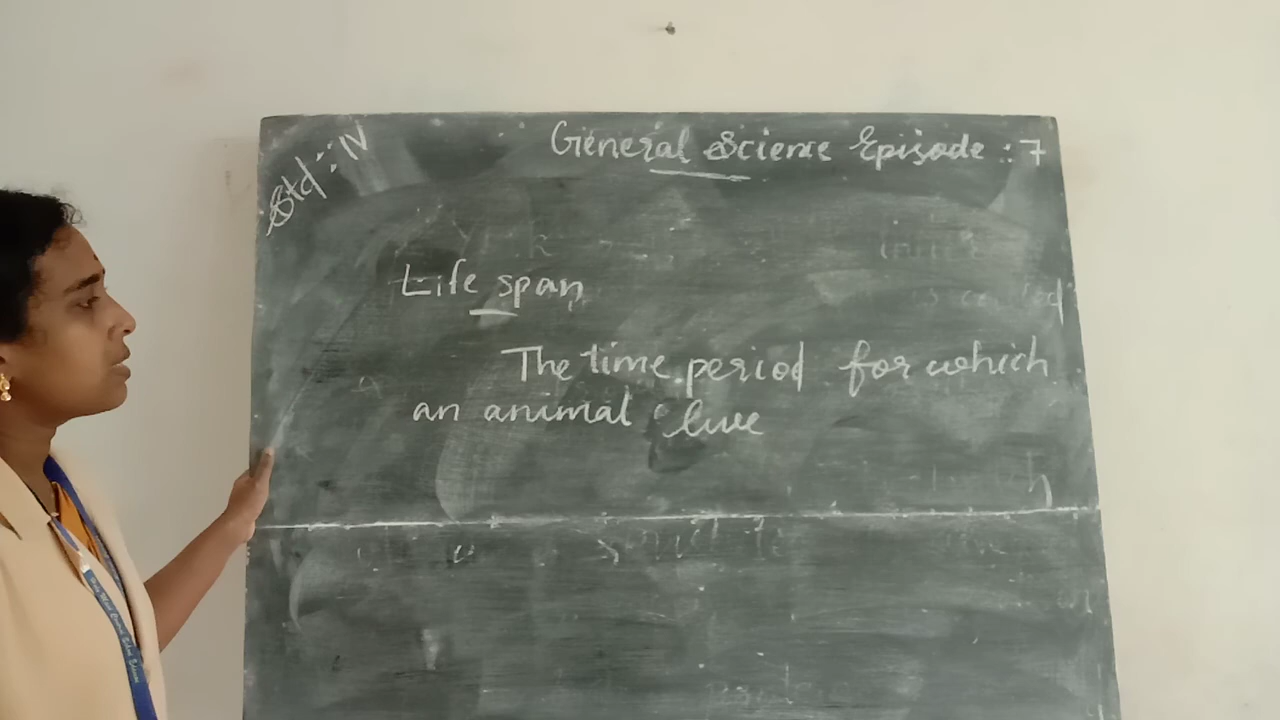 Std : IV
General Science Episode : 7
Life span
The time period for which
an animal live